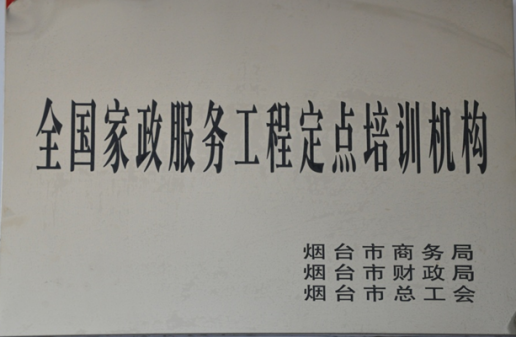 全国家政服务工程定点培训机构
烟台市商务局
烟台市财政局
烟台市总工会